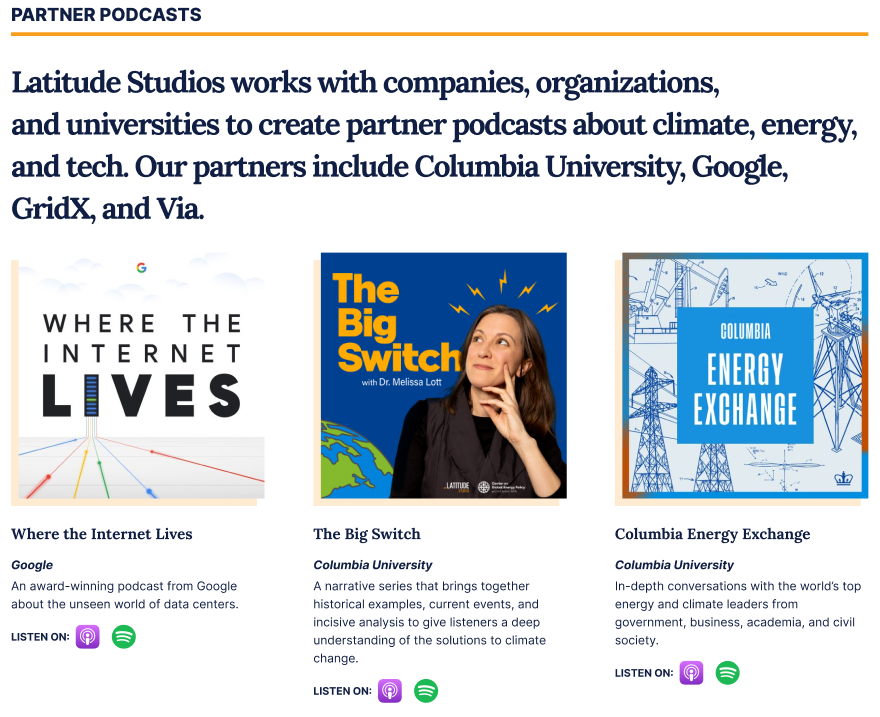 PARTNER PODCASTS
Latitude Studios works with companies, organizations,
and universities to create partner podcasts about climate, energy,
and tech. Our partners include Columbia University, Google,
GridX, and Via.
G
WHERE THE
INTERNET
LIVES
Where the Internet Lives
Google
An award-winning podcast from Google
about the unseen world of data centers.
LISTEN ON:
The
Big
Switch
with Dr. Melissa Lott
LATITUDE
The Big Switch
Columbia University
A narrative series that brings together
historical examples, current events, and
incisive analysis to give listeners a deep
understanding of the solutions to climate
change.
LISTEN ON:
COLUMBIA
ENERGY
EXCHANGE
Columbia Energy Exchange
Columbia University
In-depth conversations with the world’s top
energy and climate leaders from
government, business, academia, and civil
society.
LISTEN ON: